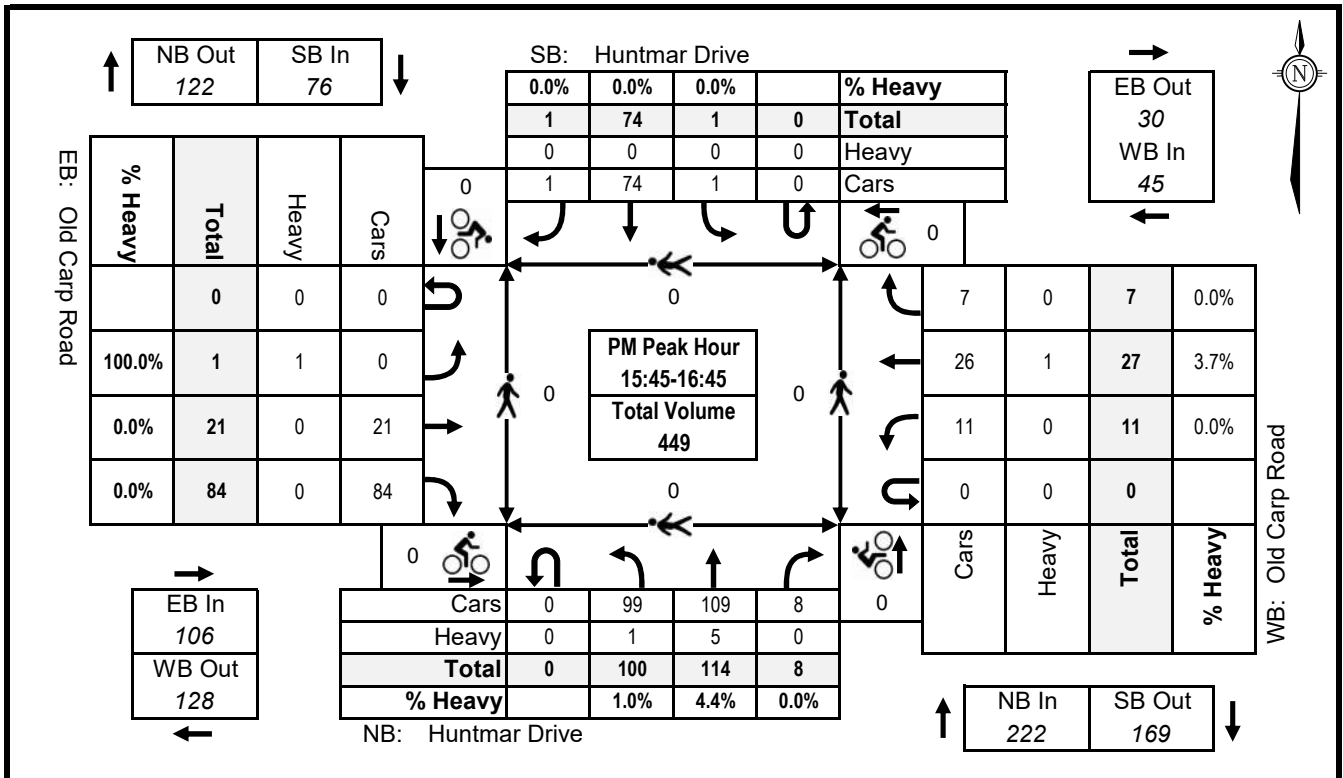 NB Out SB In
122 76
SB: Huntmar Drive
0.0% 0.0% 0.0% % Heavy
1 74 1 0 Total
0 0 0 0 Heavy
1 74 1 0 Cars
EB Out
30
WB In
45
N
EB: Old Carp Road
% Heavy Total Heavy Cars
0
0
0 0 0
100.0% 1 1 0
0.0% 21 0 21
0.0% 84 0 84
0
0
PM Peak Hour
15:45-16:45
Total Volume
449
0
0
7 0 7 0.0%
26 1 27 3.7%
11 0 11 0.0%
0 0 0
Cars Heavy Total % Heavy
WB: Old Carp Road
0
0
EB In
106
WB Out
128
Cars 0 99 109 8
Heavy 0 1 5 0
Total 0 100 114 8
% Heavy 1.0% 4.4% 0.0%
NB: Huntmar Drive
NB In SB Out
222 169